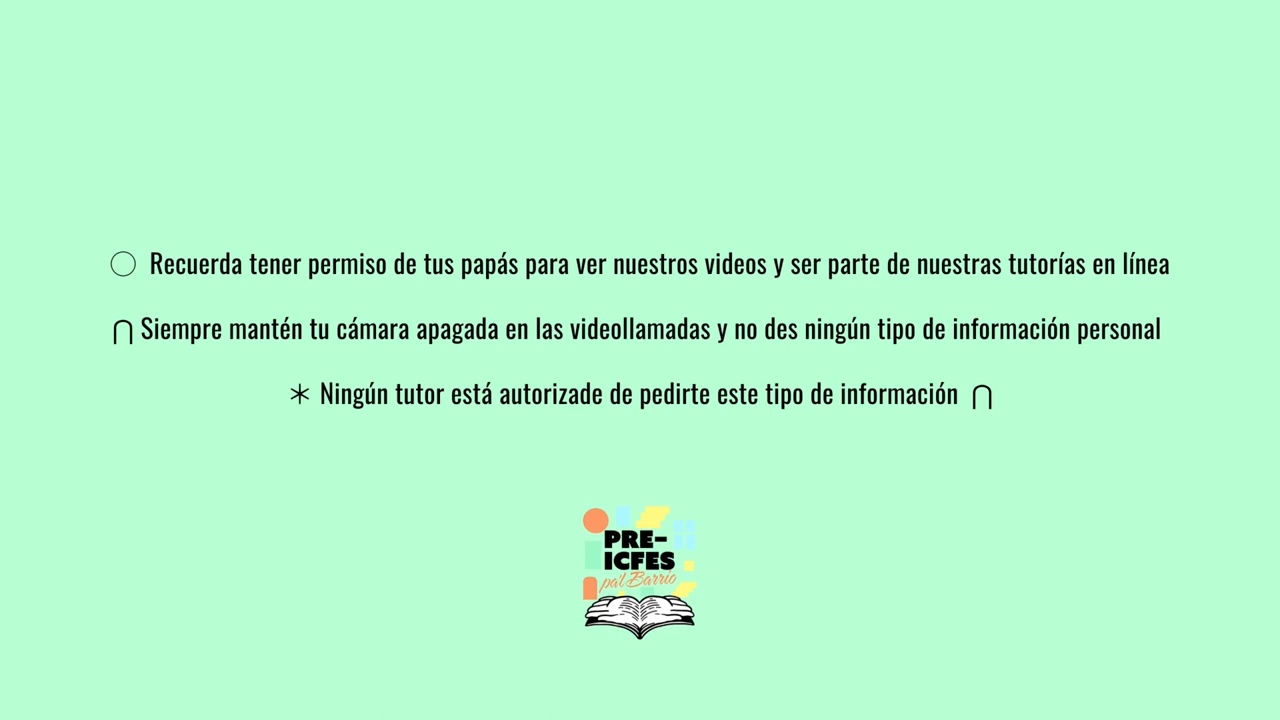 ○ Recuerda tener permiso de tus papás para ver nuestros videos y ser parte de nuestras tutorías en línea
∩ Siempre mantén tu cámara apagada en las videollamadas y no des ningún tipo de información personal
* Ningún tutor está autorizade de pedirte este tipo de información ∩
PRE-
ICFES
pa'l Barrio